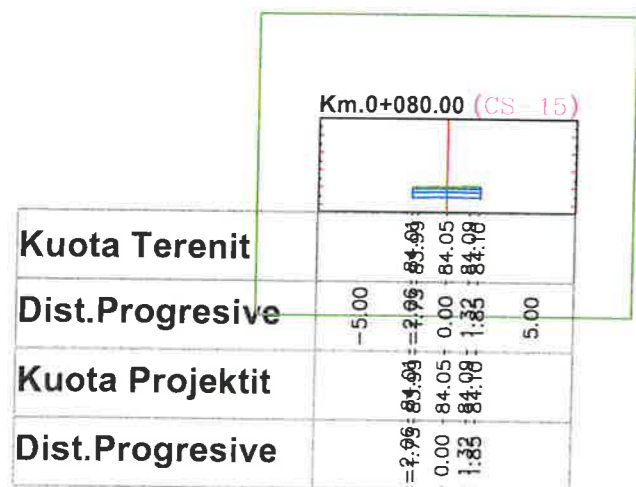 Km.0+080.00 (CS 15)
Kuota Terenit 84.05 84.09 84.10
Dist.Progresive -5.00 0.00 1.32 1.85 5.00
Kuota Projektit 84.05 84.09 84.10
Dist.Progresive 0.00 1.32 1.85